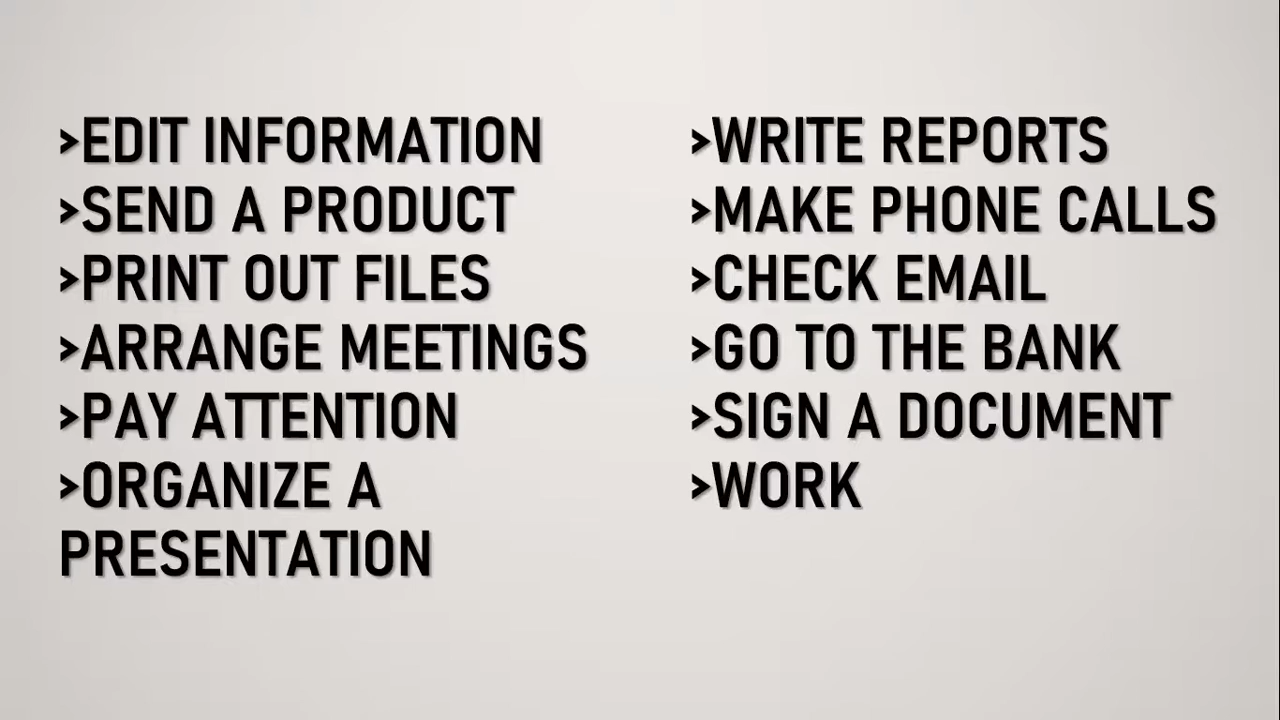 >EDIT INFORMATION
>SEND A PRODUCT
>PRINT OUT FILES
>ARRANGE MEETINGS
>PAY ATTENTION
>ORGANIZE A
PRESENTATION
>WRITE REPORTS
>MAKE PHONE CALLS
>CHECK EMAIL
>GO TO THE BANK
>SIGN A DOCUMENT
>WORK